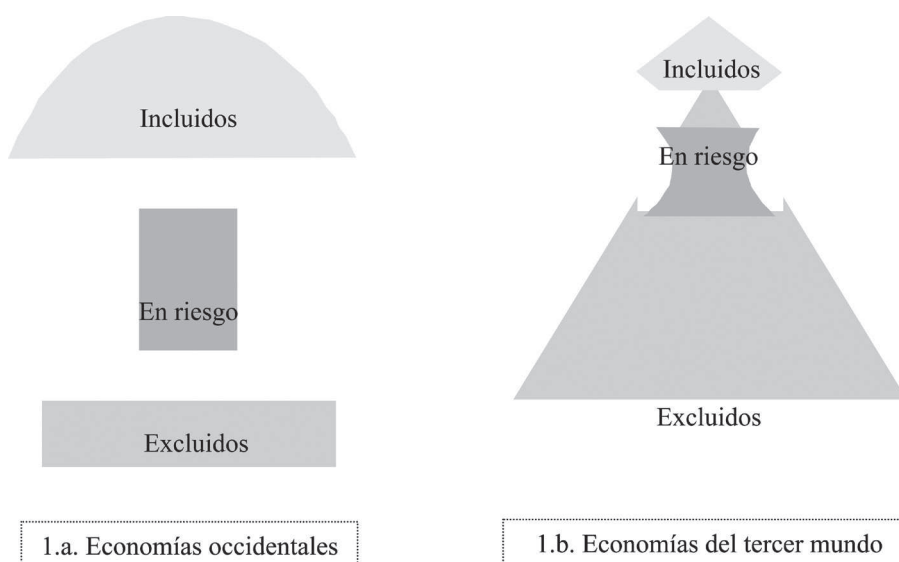 Incluidos
En riesgo
Excluidos
1.a. Economías occidentales
Incluidos
En riesgo
Excluidos
1.b. Economías del tercer mundo